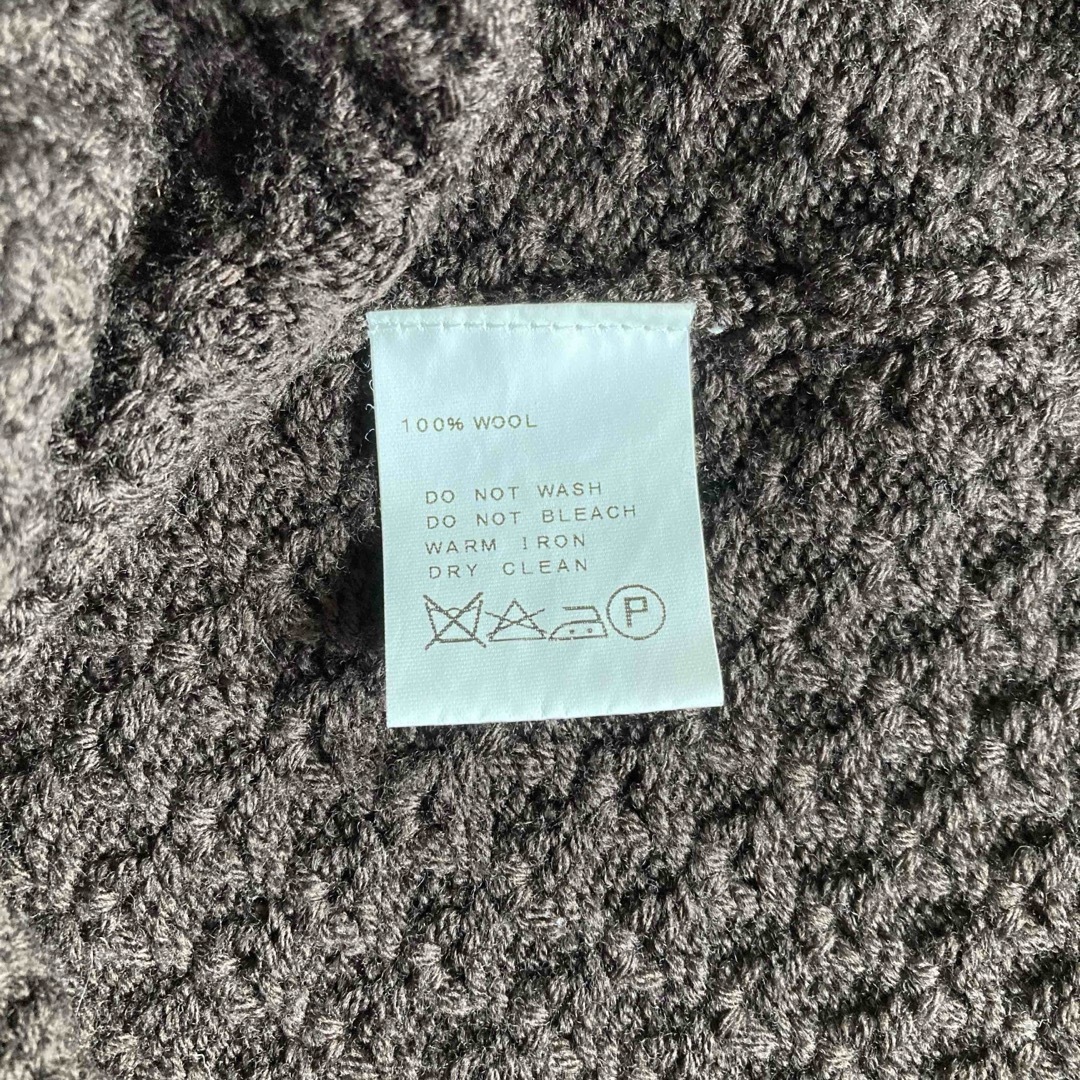 100% WOOL
DO NOT WASH
DO NOT BLEACH
WARM IRON
DRY CLEAN
P